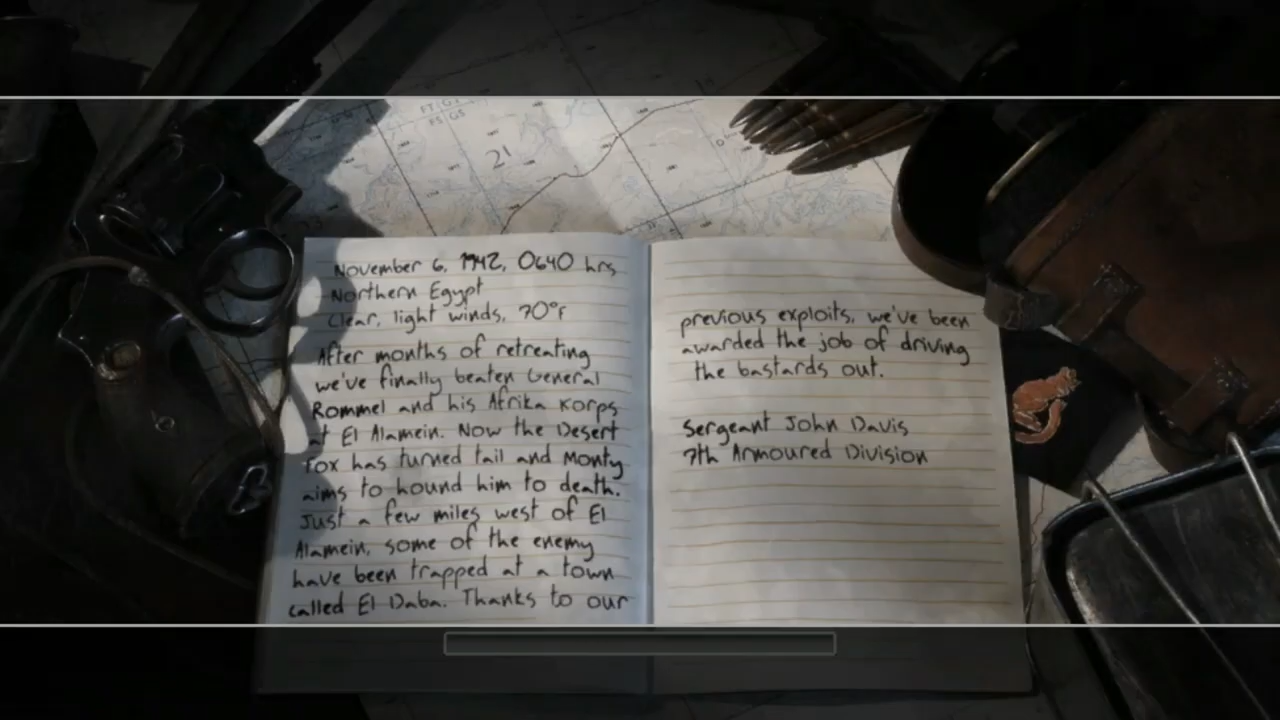 21
November 6, 1942, 0640 hrs
Northern Egypt
Clear, light winds, 70°F
After months of retreating
we've finally beaten General
Rommel and his Afrika Korps
at El Alamein. Now the Desert
Fox has turned tail and Monty
aims to hound him to death.
Just a few miles west of El
Alamein, some of the enemy
have been trapped at a town
called El Daba. Thanks to our
previous exploits, we've been
awarded the job of driving
the bastards out.
Sergeant John Davis
7th Armoured Division